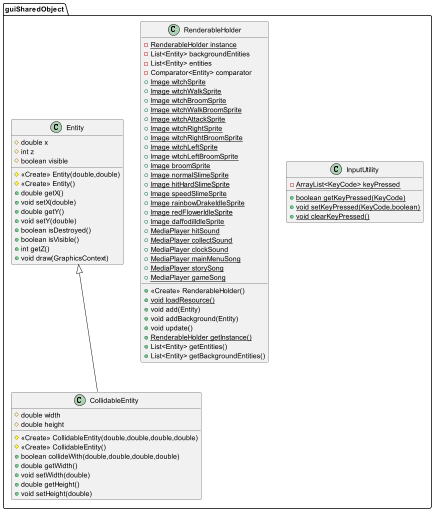 guiSharedObject
C RenderableHolder
RenderableHolder instance
List<Entity> backgroundEntities
List<Entity> entities
Comparator<Entity> comparator
Image witchSprite
Image witchWalkSprite
Image witchBroomSprite
Image witchWalkBroomSprite
Image witchAttackSprite
Image witchRightSprite
Image witchRightBroomSprite
Image witchLeftSprite
Image witchLeftBroomSprite
Image broomSprite
Image normalSlimeSprite
Image hitHardSlimeSprite
Image speedSlimeSprite
Image rainbowDrakeIdleSprite
Image redFlowerIdleSprite
Image daffodilIdleSprite
MediaPlayer hitSound
MediaPlayer collectSound
MediaPlayer clockSound
MediaPlayer mainMenuSong
MediaPlayer storySong
MediaPlayer gameSong
«Create» RenderableHolder()
void loadResource()
void add(Entity)
void addBackground(Entity)
void update()
RenderableHolder getInstance()
List<Entity> getEntities()
List<Entity> getBackgroundEntities()
C Entity
double x
int z
boolean visible
«Create» Entity(double,double)
«Create» Entity()
double getX()
void setX(double)
double getY()
void setY(double)
boolean isDestroyed()
boolean isVisible()
int getZ()
void draw(GraphicsContext)
C InputUtility
ArrayList<KeyCode> keyPressed
boolean getKeyPressed(KeyCode)
void setKeyPressed(KeyCode,boolean)
void clearKeyPressed()
C CollidableEntity
double width
double height
«Create» CollidableEntity(double,double,double,double)
«Create» CollidableEntity()
boolean collideWith(double,double,double,double)
double getWidth()
void setWidth(double)
double getHeight()
void setHeight(double)